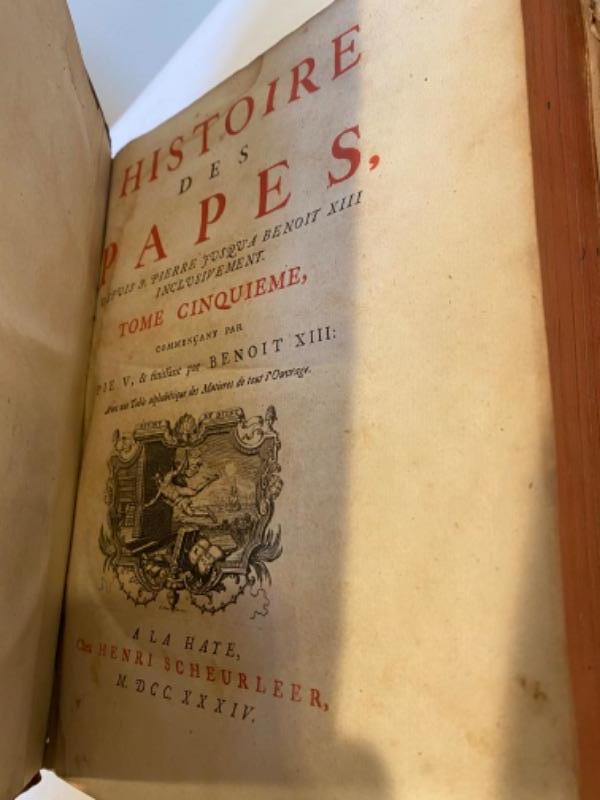 HISTOIRE
DES
PAPES,
DEPUIS S. PIERRE JUSQU'A BENOIT XIII
INCLUSIVEMENT.
TOME CINQUIEME,
COMMENÇANT PAR
PIE V, & finissant par BENOIT XIII:
Avec une Table alphabétique des Matieres de tout l'Ouvrage.
A LA HAYE,
Chez HENRI SCHEURLEER,
M. DCC. XXXIV.